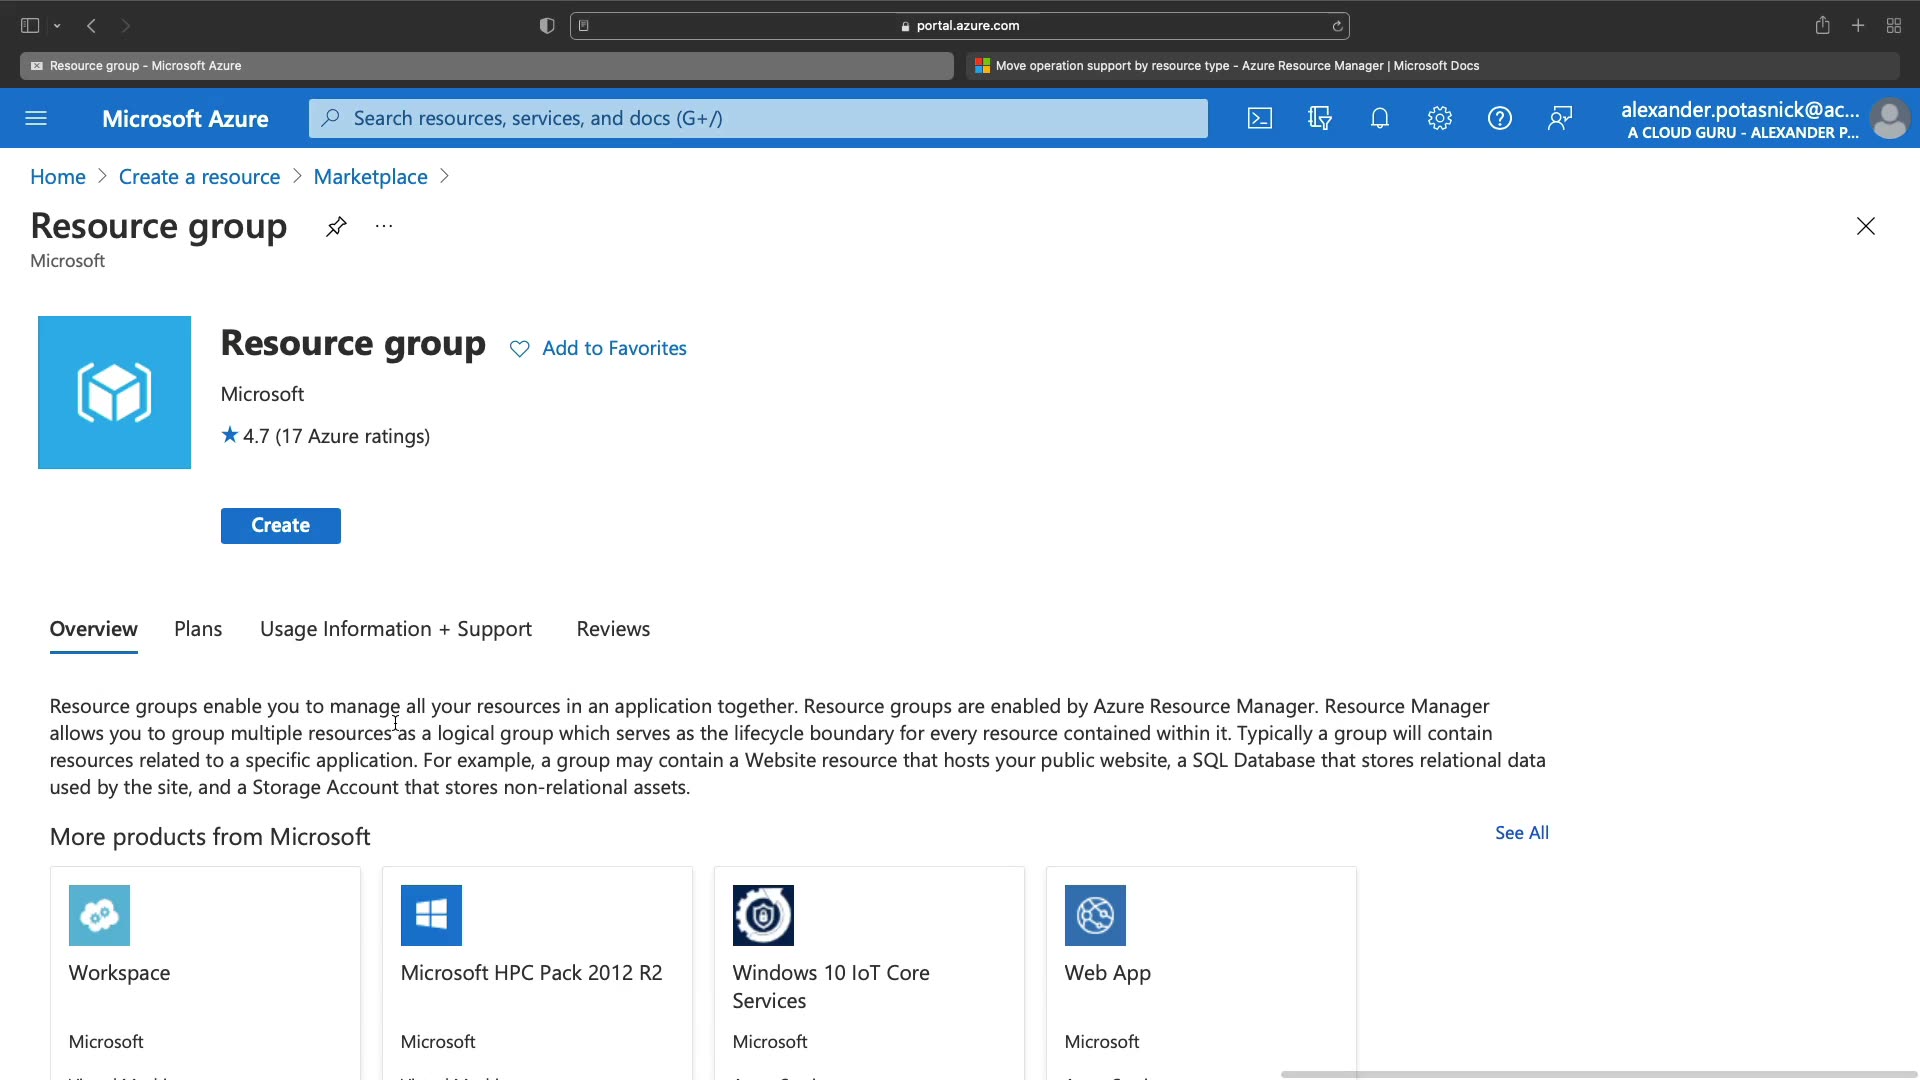 portal.azure.com
Resource group - Microsoft Azure
Move operation support by resource type - Azure Resource Manager | Microsoft Docs
Microsoft Azure
Search resources, services, and docs (G+/)
alexander.potasnick@ac...
A CLOUD GURU - ALEXANDER P...
Home > Create a resource > Marketplace >
Resource group ...
Microsoft
Resource group
Add to Favorites
Microsoft
★ 4.7 (17 Azure ratings)
Create
Overview Plans Usage Information + Support Reviews
Resource groups enable you to manage all your resources in an application together. Resource groups are enabled by Azure Resource Manager. Resource Manager
allows you to group multiple resources as a logical group which serves as the lifecycle boundary for every resource contained within it. Typically a group will contain
resources related to a specific application. For example, a group may contain a Website resource that hosts your public website, a SQL Database that stores relational data
used by the site, and a Storage Account that stores non-relational assets.
More products from Microsoft
See All
Workspace
Microsoft
Microsoft HPC Pack 2012 R2
Microsoft
Windows 10 IoT Core
Services
Microsoft
Web App
Microsoft